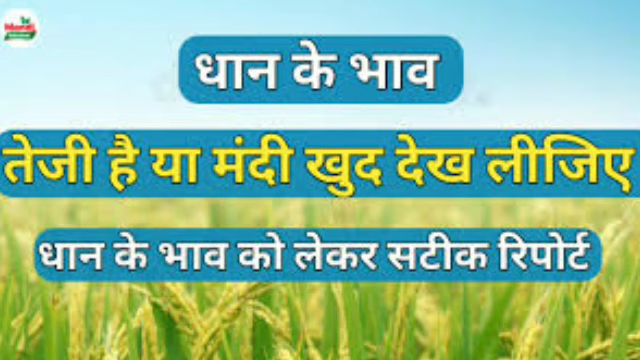 धान के भाव
तेजी है या मंदी खुद देख लीजिए
धान के भाव को लेकर सटीक रिपोर्ट